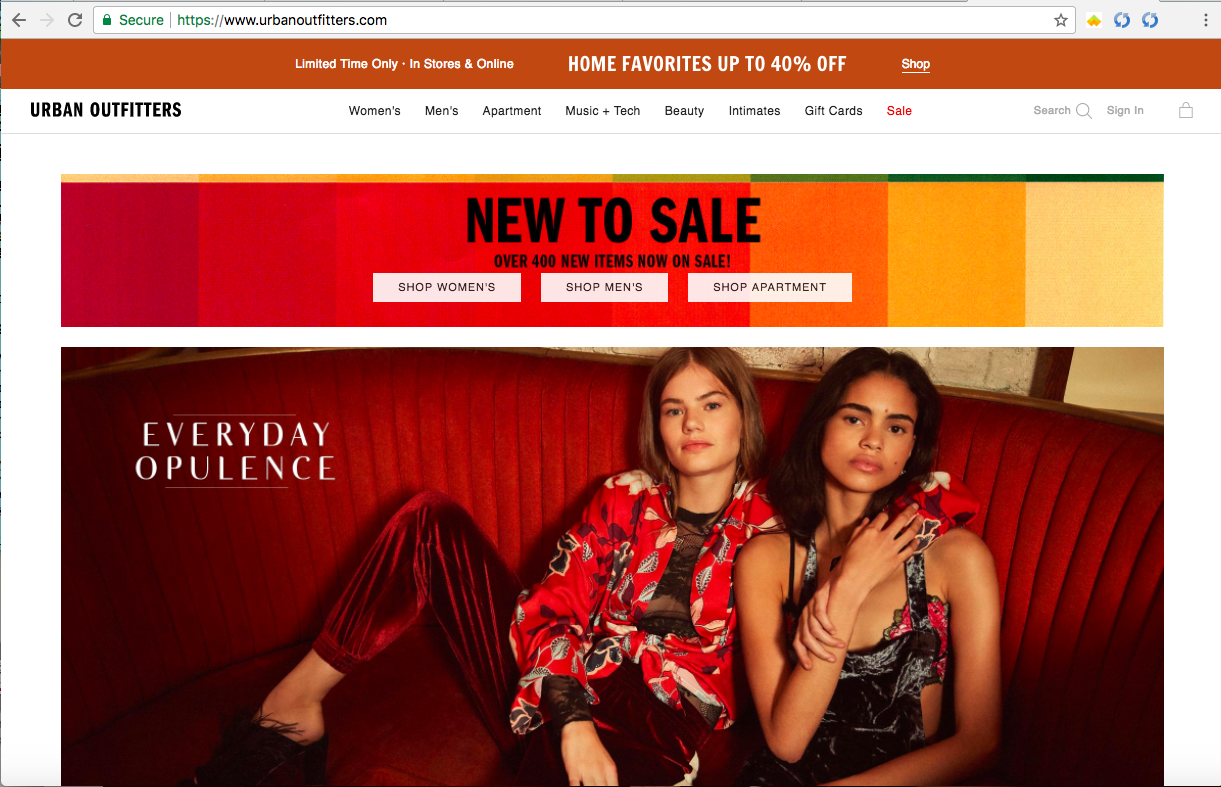 Secure https://www.urbanoutfitters.com
Limited Time Only · In Stores & Online HOME FAVORITES UP TO 40% OFF Shop
URBAN OUTFITTERS Women's Men's Apartment Music + Tech Beauty Intimates Gift Cards Sale Search Sign In
NEW TO SALE
OVER 400 NEW ITEMS NOW ON SALE!
SHOP WOMEN'S SHOP MEN'S SHOP APARTMENT
EVERYDAY
OPULENCE